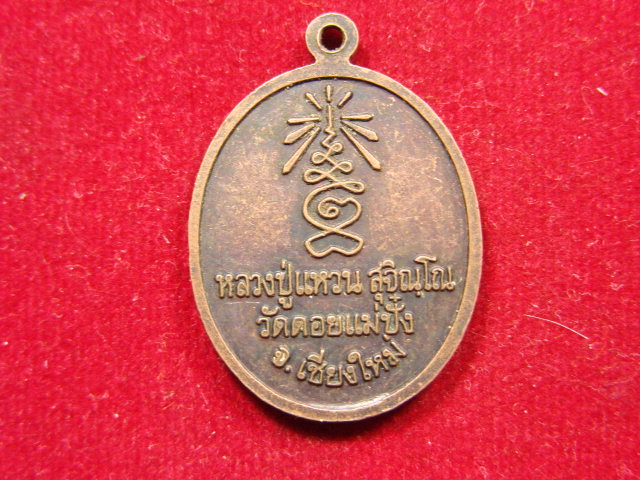 หลวงปู่แหวน สุจิณฺโณ
วัดดอยแม่ปั๋ง
จ.เชียงใหม่